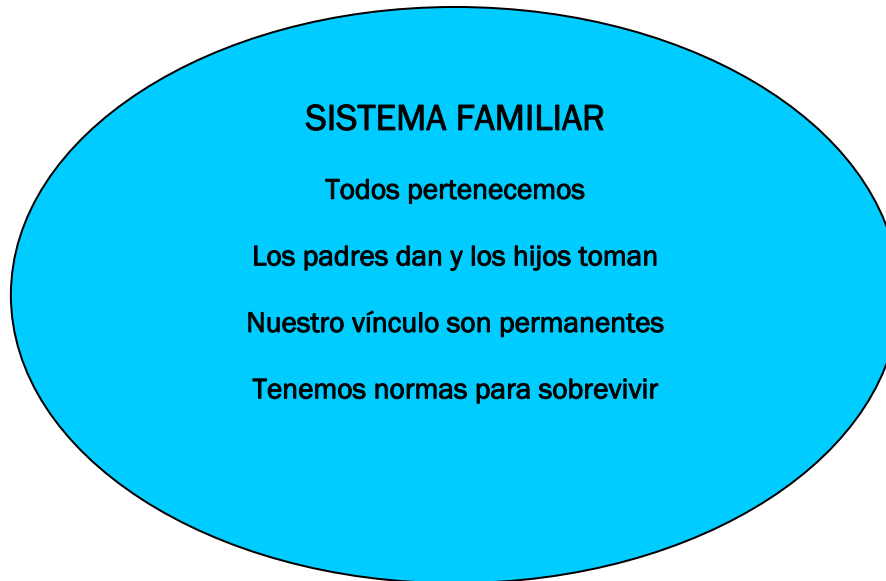 SISTEMA FAMILIAR
Todos pertenecemos
Los padres dan y los hijos toman
Nuestro vínculo son permanentes
Tenemos normas para sobrevivir